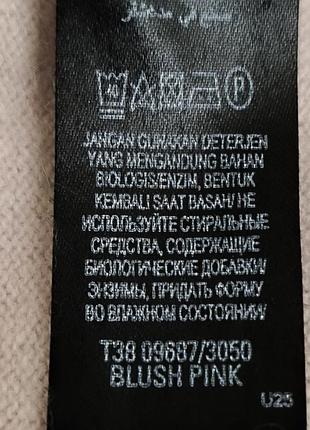 JANGAN GUNAKAN DETERJEN
YANG MENGANDUNG BAHAN
BIOLOGIS/ENZIM, BENTUK
KEMBALI SAAT BASAH/ НЕ
ИСПОЛЬЗУЙТЕ СТИРАЛЬНЫЕ
СРЕДСТВА, СОДЕРЖАЩИЕ
БИОЛОГИЧЕСКИЕ ДОБАВКИ/
ЭНЗИМЫ, ПРИДАТЬ ФОРМУ
ВО ВЛАЖНОМ СОСТОЯНИИ/
T38 09687/3050
BLUSH PINK
U25